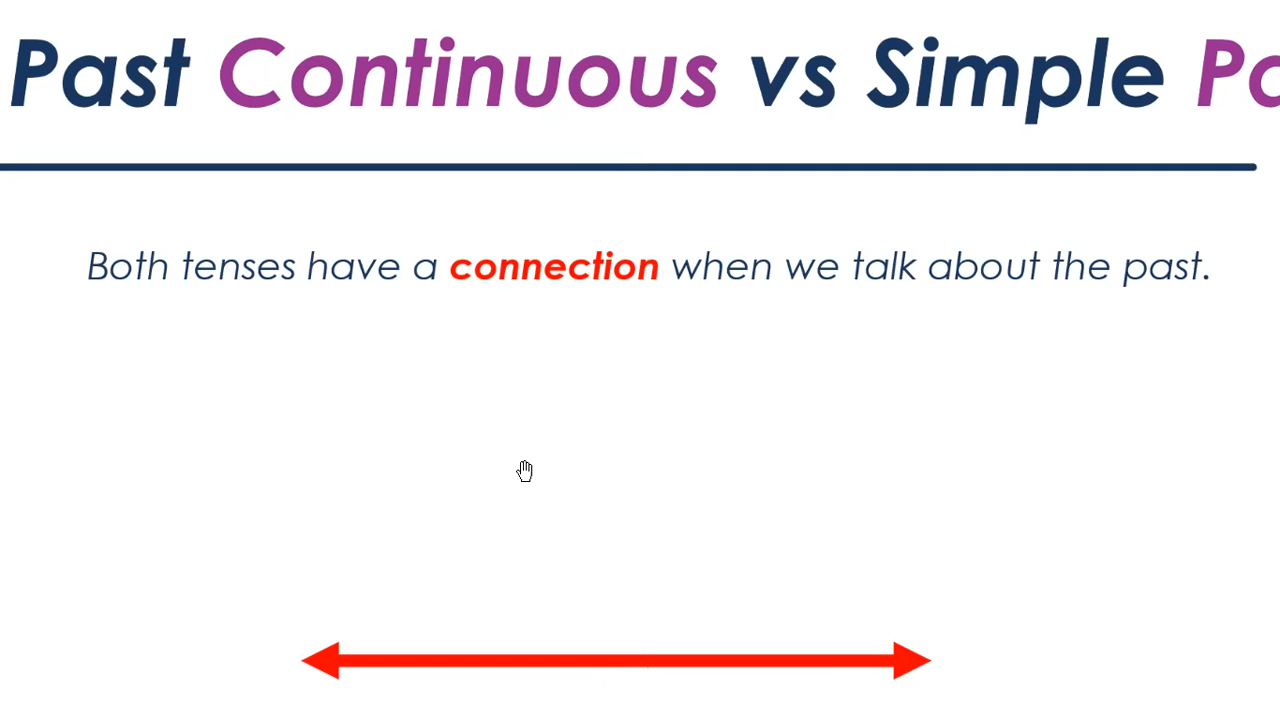 Past Continuous vs Simple
Both tenses have a connection when we talk about the past.